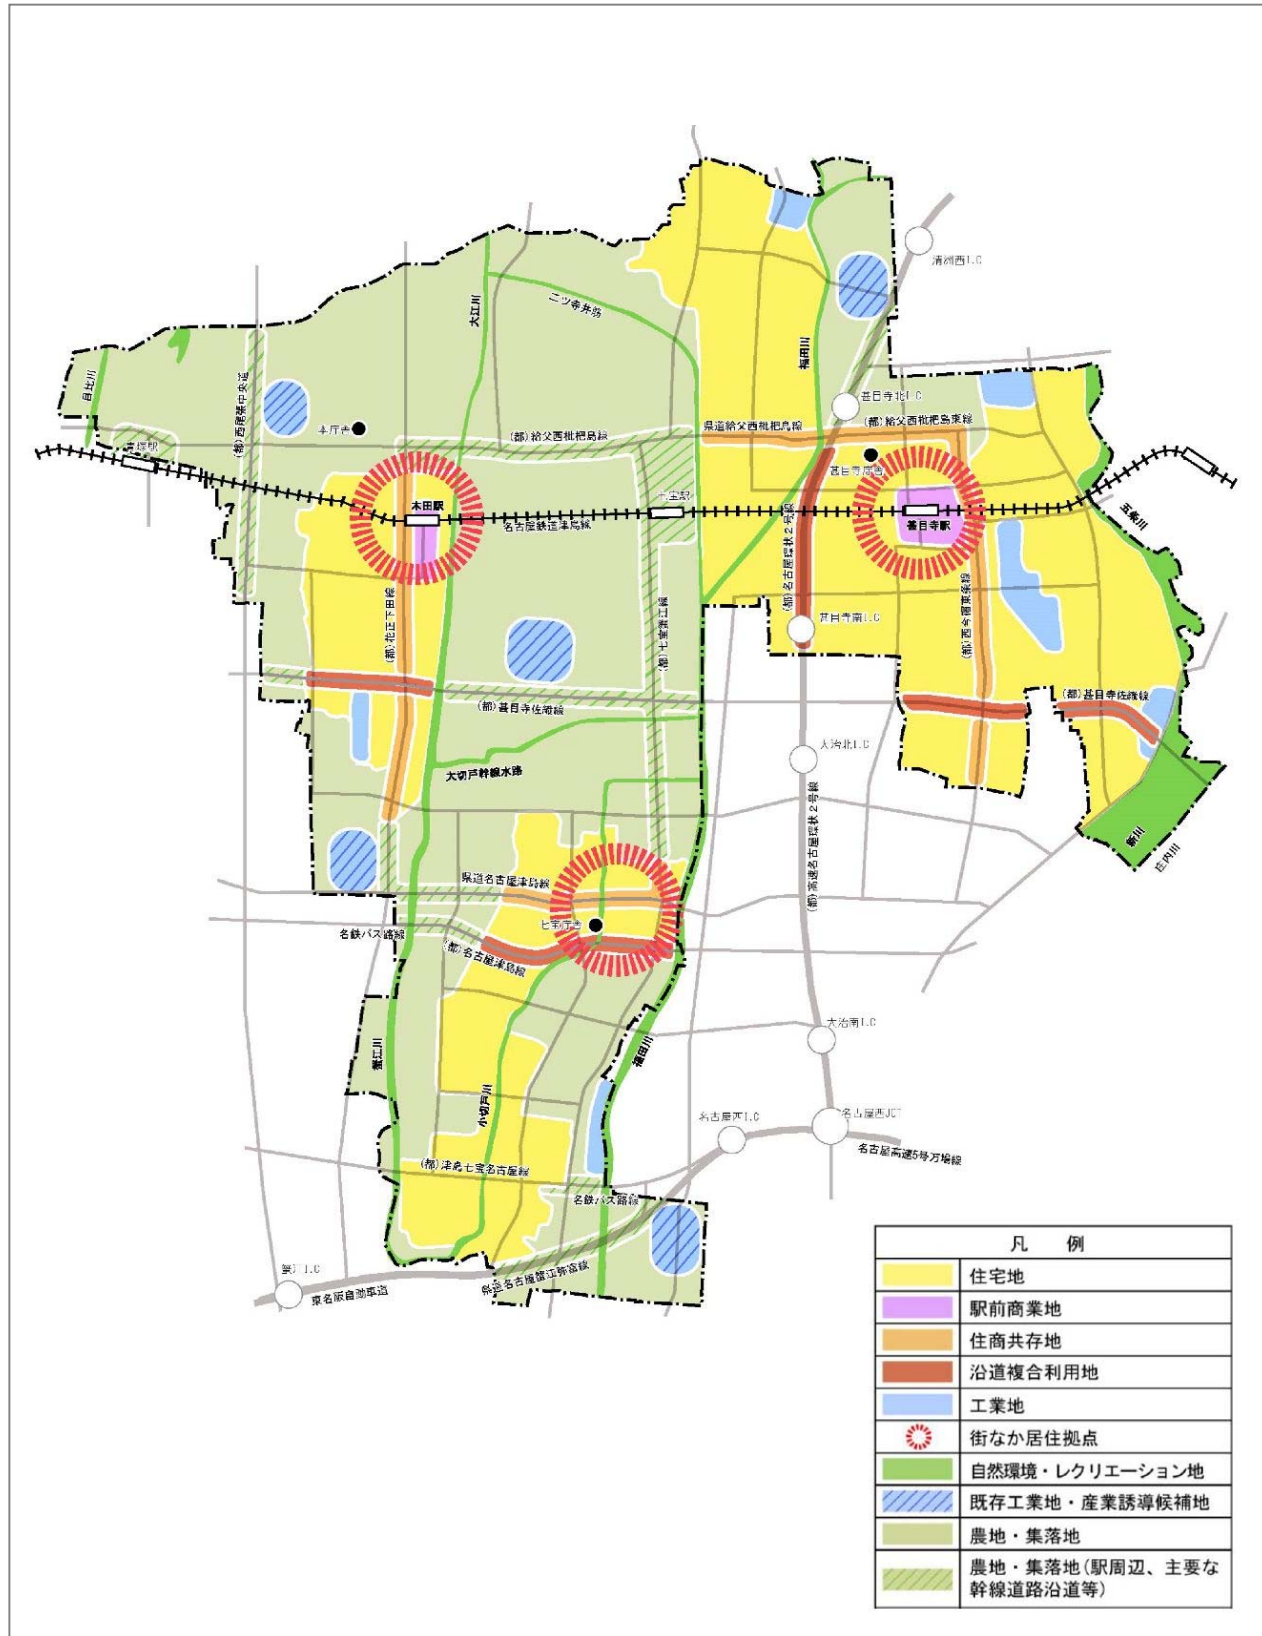 清洲西I.C
二ツ寺井筋
大江川
福田川
目比川
(都)西尾張中央道
甚目寺北I.C
本庁舎
(都)給父西枇杷島線
県道給父西枇杷島線
(都)給父西枇杷島東線
青塚駅
甚目寺庁舎
木田駅
七宝駅
名古屋鉄道津島線
甚目寺駅
五条川
(都)名古屋環状2号線
(都)花正下田線
(都)七宝蟹江線
甚目寺南I.C
(都)西今宿東条線
(都)甚目寺佐織線
(都)甚目寺佐織線
大治北I.C
大切戸幹線水路
(都)高速名古屋環状2号線
新川
庄内川
県道名古屋津島線
七宝庁舎
名鉄バス路線
(都)名古屋津島線
大治南I.C
蟹江川
福田川
小切戸川
名古屋西I.C
名古屋西JCT
名古屋高速5号万場線
(都)津島七宝名古屋線
名鉄バス路線
蟹江I.C
東名阪自動車道
県道名古屋蟹江弥富線
凡 例
住宅地
駅前商業地
住商共存地
沿道複合利用地
工業地
街なか居住拠点
自然環境・レクリエーション地
既存工業地・産業誘導候補地
農地・集落地
農地・集落地(駅周辺、主要な
幹線道路沿道等)